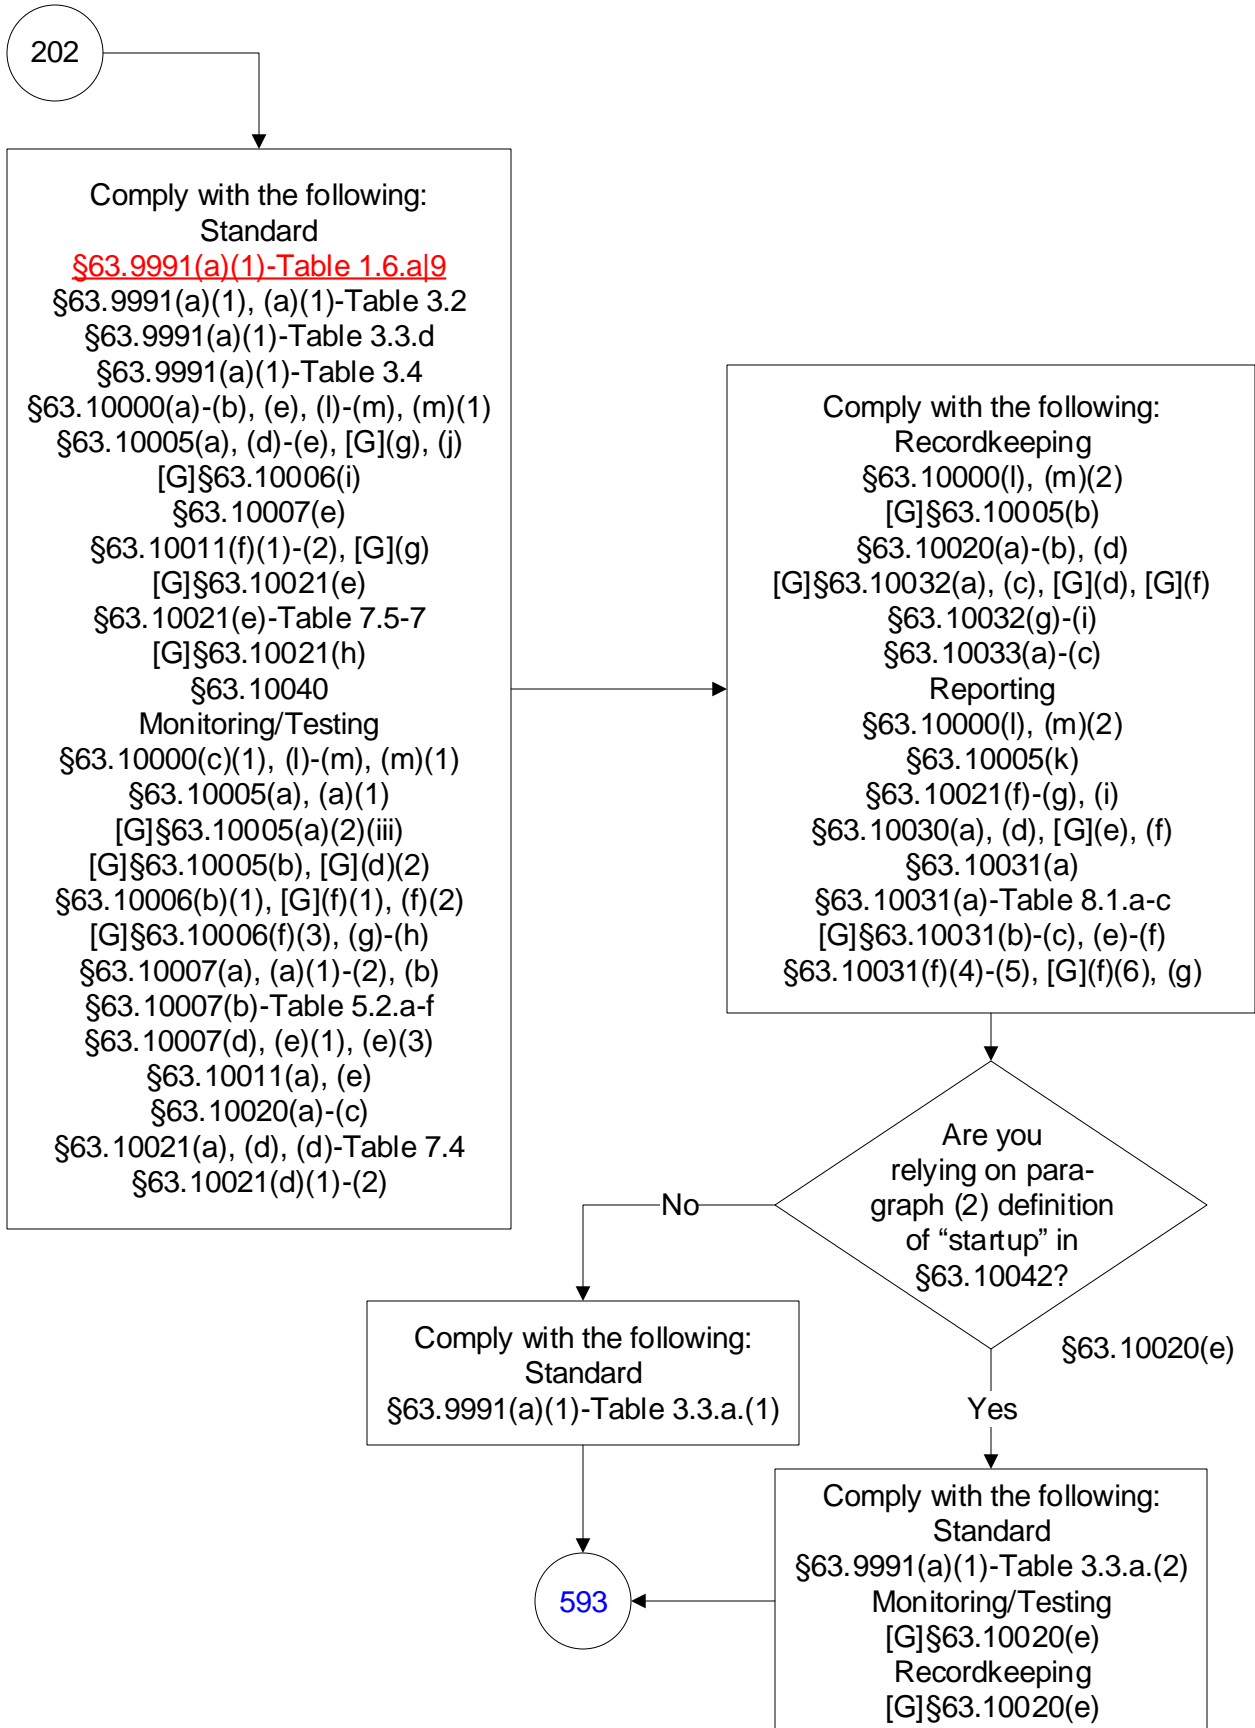 202
Comply with the following:
Standard
§63.9991(a)(1)-Table 1.6.a|9
§63.9991(a)(1), (a)(1)-Table 3.2
§63.9991(a)(1)-Table 3.3.d
§63.9991(a)(1)-Table 3.4
§63.10000(a)-(b), (e), (l)-(m), (m)(1)
§63.10005(a), (d)-(e), [G](g), (j)
[G]§63.10006(i)
§63.10007(e)
§63.10011(f)(1)-(2), [G](g)
[G]§63.10021(e)
§63.10021(e)-Table 7.5-7
[G]§63.10021(h)
§63.10040
Monitoring/Testing
§63.10000(c)(1), (l)-(m), (m)(1)
§63.10005(a), (a)(1)
[G]§63.10005(a)(2)(iii)
[G]§63.10005(b), [G](d)(2)
§63.10006(b)(1), [G](f)(1), (f)(2)
[G]§63.10006(f)(3), (g)-(h)
§63.10007(a), (a)(1)-(2), (b)
§63.10007(b)-Table 5.2.a-f
§63.10007(d), (e)(1), (e)(3)
§63.10011(a), (e)
§63.10020(a)-(c)
§63.10021(a), (d), (d)-Table 7.4
§63.10021(d)(1)-(2)
Comply with the following:
Recordkeeping
§63.10000(l), (m)(2)
[G]§63.10005(b)
§63.10020(a)-(b), (d)
[G]§63.10032(a), (c), [G](d), [G](f)
§63.10032(g)-(i)
§63.10033(a)-(c)
Reporting
§63.10000(l), (m)(2)
§63.10005(k)
§63.10021(f)-(g), (i)
§63.10030(a), (d), [G](e), (f)
§63.10031(a)
§63.10031(a)-Table 8.1.a-c
[G]§63.10031(b)-(c), (e)-(f)
§63.10031(f)(4)-(5), [G](f)(6), (g)
Are you
relying on para-
graph (2) definition
of “startup” in
§63.10042?
§63.10020(e)
No
Comply with the following:
Standard
§63.9991(a)(1)-Table 3.3.a.(1)
Yes
Comply with the following:
Standard
§63.9991(a)(1)-Table 3.3.a.(2)
Monitoring/Testing
[G]§63.10020(e)
Recordkeeping
[G]§63.10020(e)
593